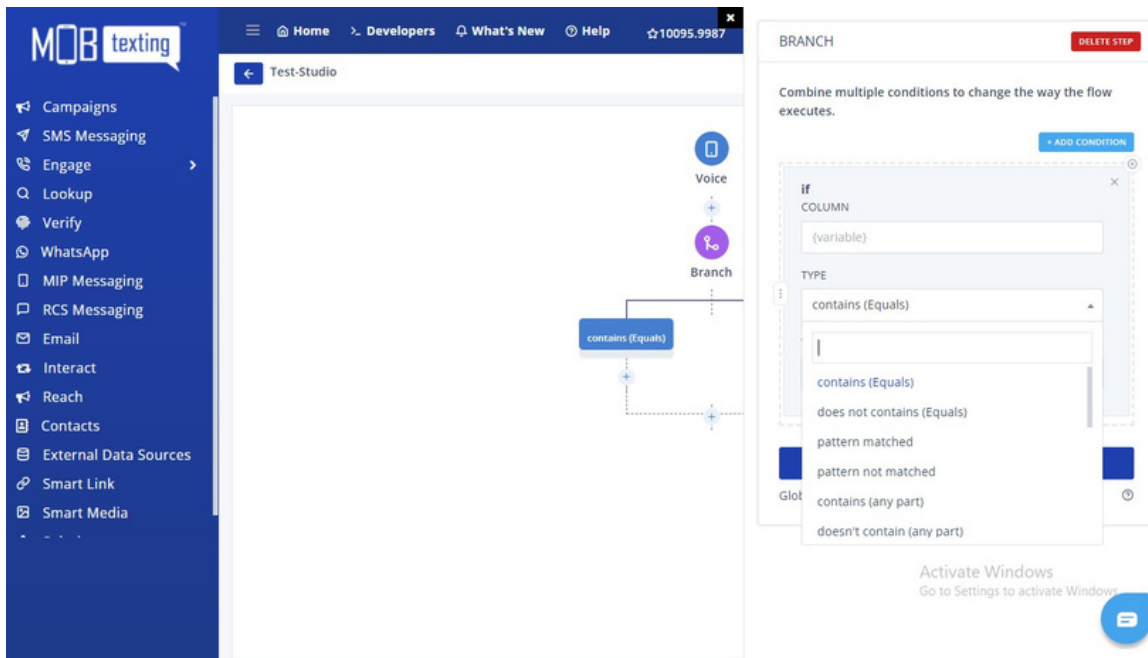 MOB texting
Campaigns
SMS Messaging
Engage
Lookup
Verify
WhatsApp
MIP Messaging
RCS Messaging
Email
Interact
Reach
Contacts
External Data Sources
Smart Link
Smart Media
Home Developers What's New Help 10095.9987
Test-Studio
Voice
Branch
contains (Equals)
BRANCH
DELETE STEP
Combine multiple conditions to change the way the flow
executes.
+ ADD CONDITION
if
COLUMN
{variable}
TYPE
contains (Equals)
contains (Equals)
does not contains (Equals)
pattern matched
pattern not matched
contains (any part)
doesn't contain (any part)
Activate Windows
Go to Settings to activate Windows.